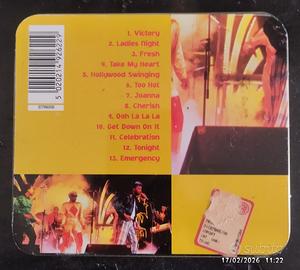 1. Victory
2. Ladies Night
3. Fresh
4. Take My Heart
5. Hollywood Swinging
6. Too Hot
7. Joanna
8. Cherish
9. Ooh La La La
10. Get Down On It
11. Celebration
12. Tonight
13. Emergency
5 020214 926229
subito
17/02/2026 11:22